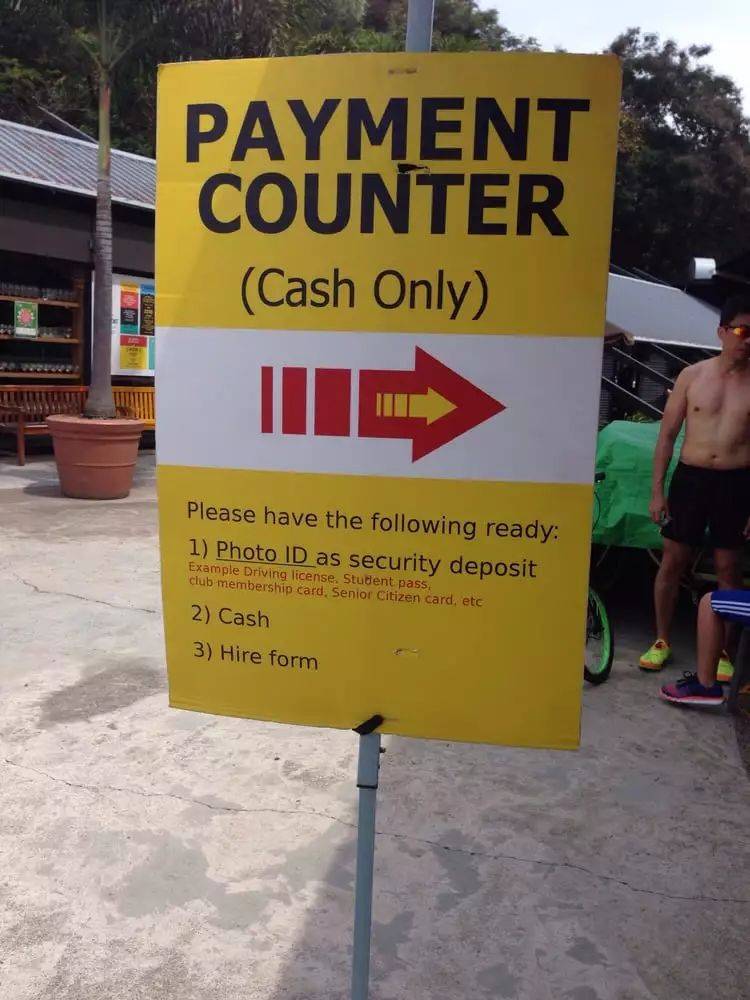 PAYMENT
COUNTER
(Cash Only)
Please have the following ready:
1) Photo ID as security deposit
Example Driving license, Student pass,
club membership card, Senior Citizen card, etc
2) Cash
3) Hire form